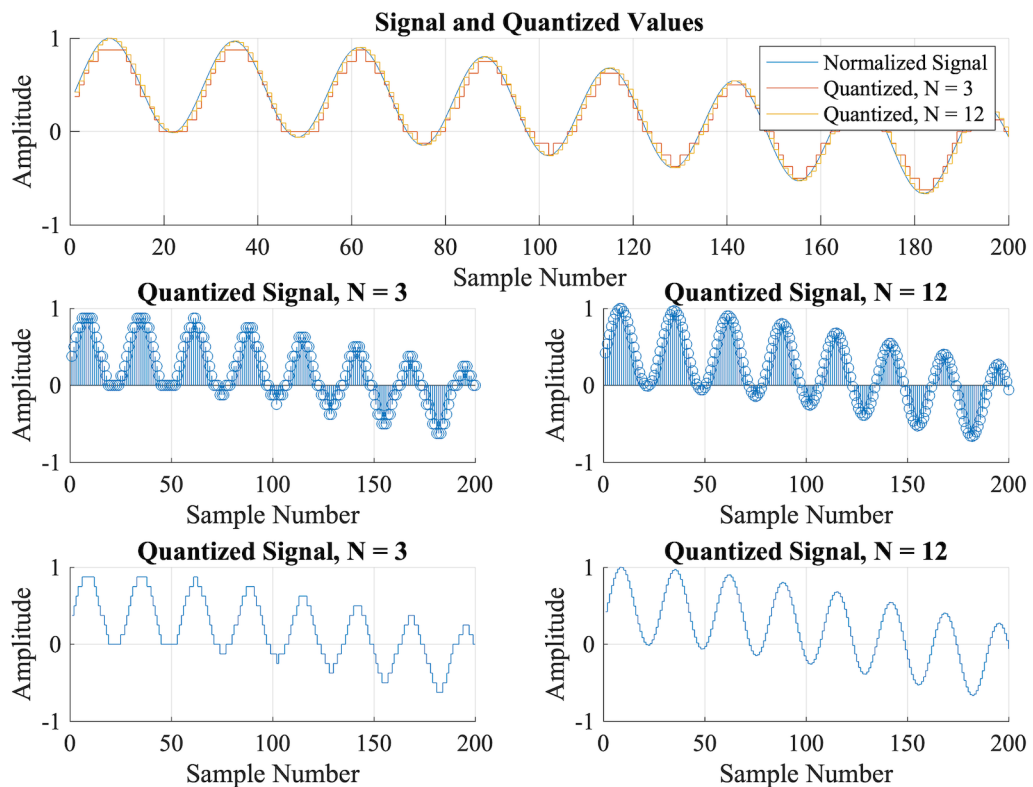 Signal and Quantized Values
Amplitude
1
0
-1
Normalized Signal
Quantized, N = 3
Quantized, N = 12
0 20 40 60 80 100 120 140 160 180 200
Sample Number
Quantized Signal, N = 3
Amplitude
1
0
-1
0 50 100 150 200
Sample Number
Quantized Signal, N = 12
Amplitude
1
0
-1
0 50 100 150 200
Sample Number
Quantized Signal, N = 3
Amplitude
1
0
-1
0 50 100 150 200
Sample Number
Quantized Signal, N = 12
Amplitude
1
0
-1
0 50 100 150 200
Sample Number